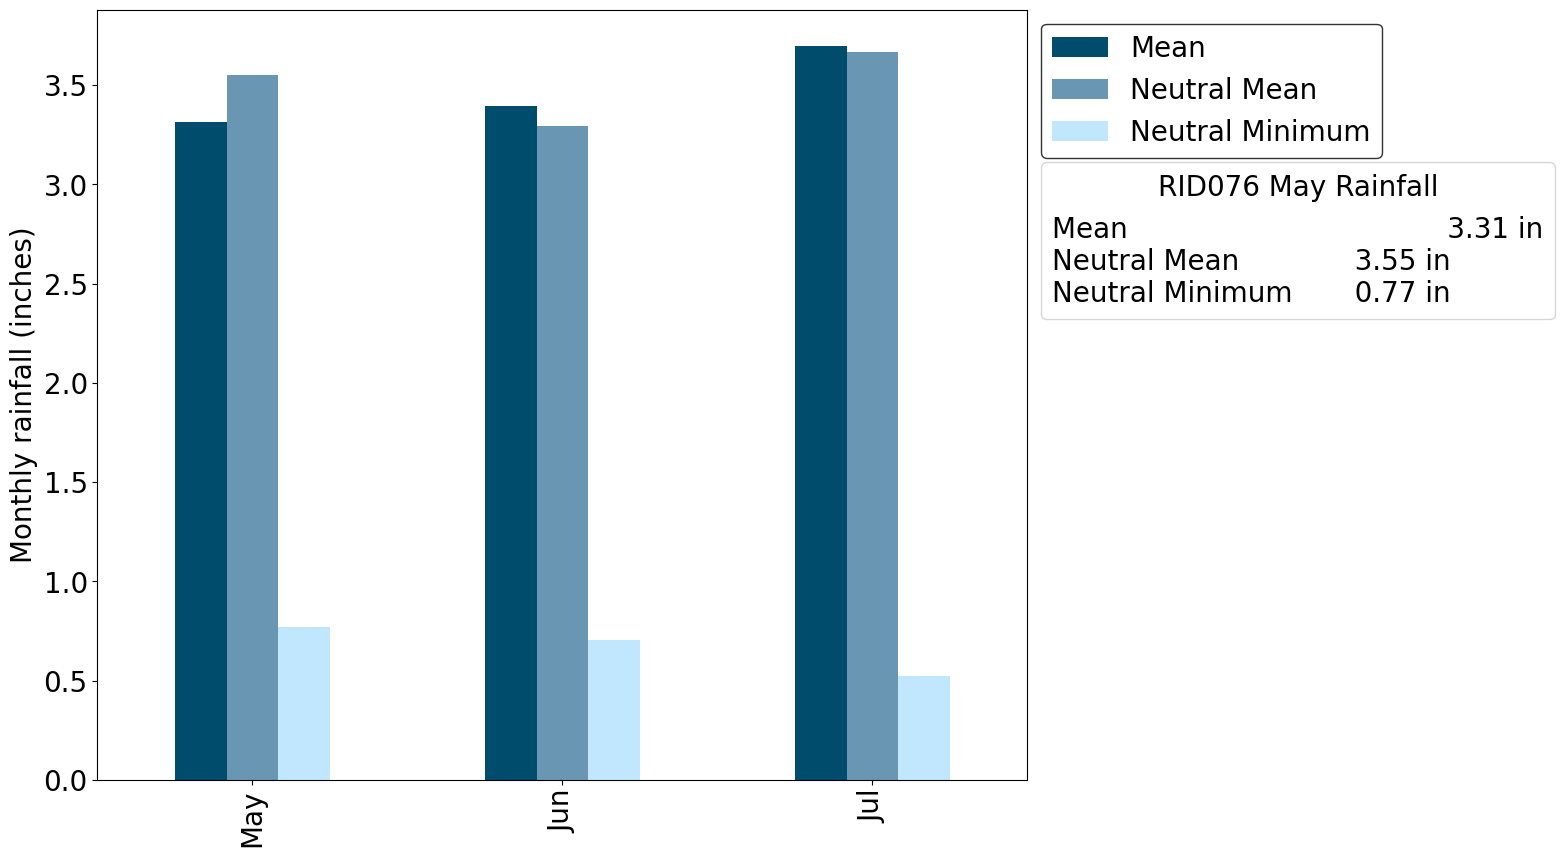 Monthly rainfall (inches)
3.5
3.0
2.5
2.0
1.5
1.0
0.5
0.0
May
Jun
Jul
Mean
Neutral Mean
Neutral Minimum
RID076 May Rainfall
Mean 3.31 in
Neutral Mean 3.55 in
Neutral Minimum 0.77 in